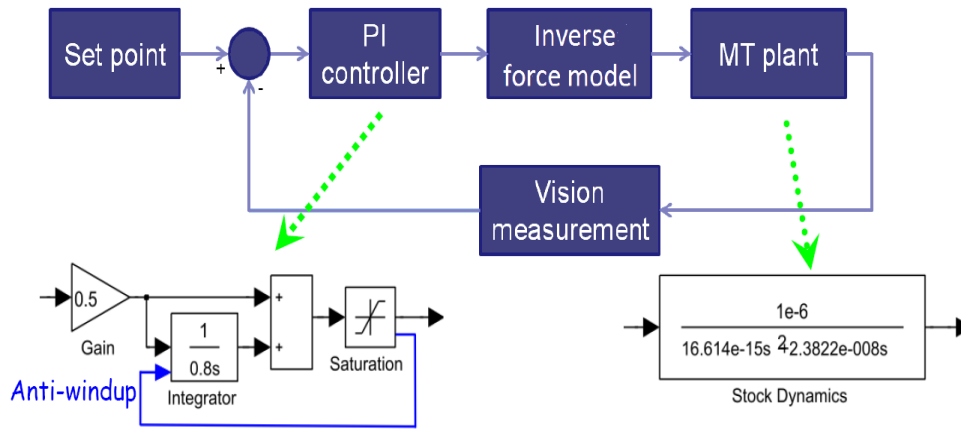 Set point
+
-
PI
controller
Inverse
force model
MT plant
Vision
measurement
0.5
Gain
1
0.8s
Integrator
+
+
Saturation
Anti-windup
1e-6
16.614e-15s 2+2.3822e-008s
Stock Dynamics